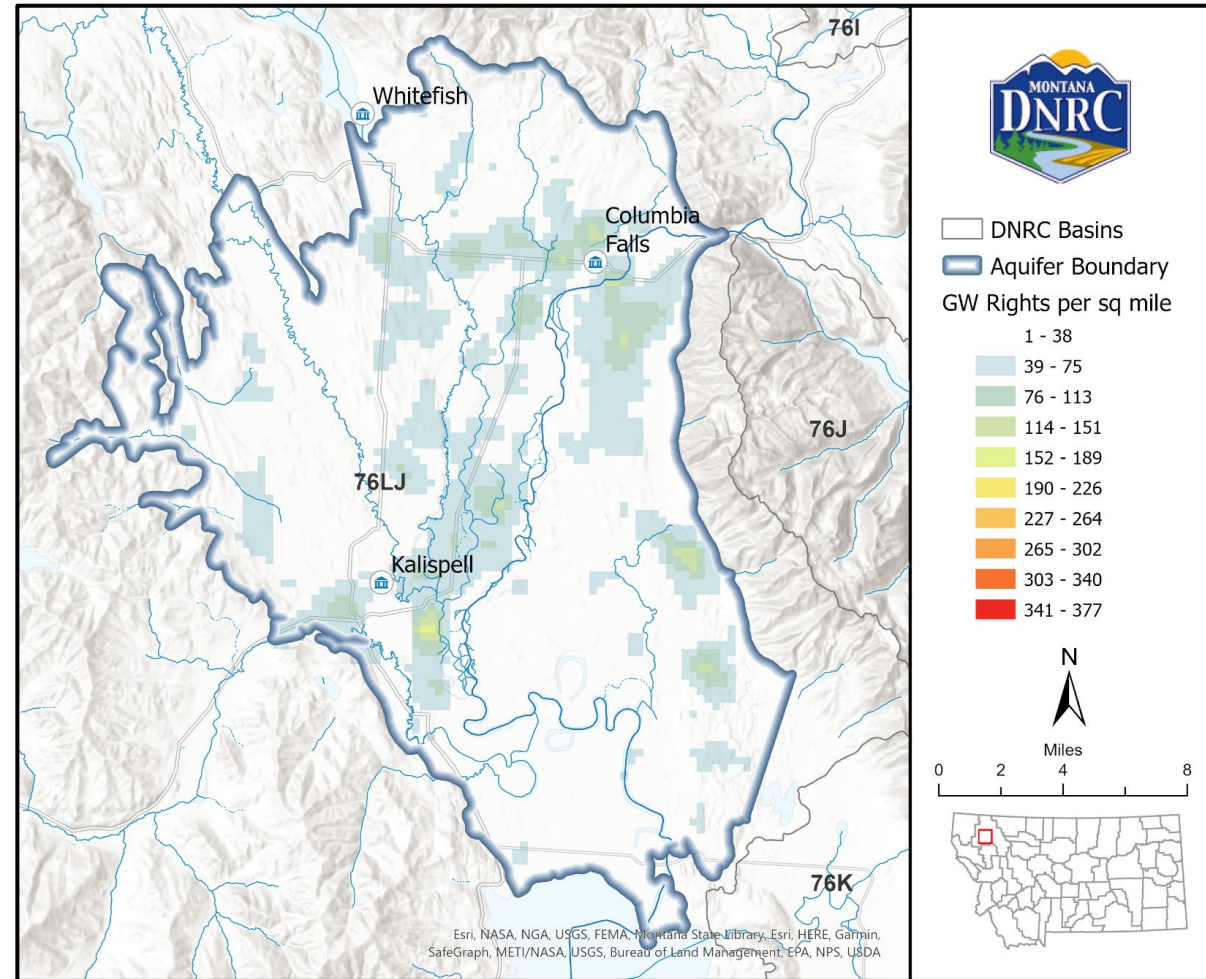 76I
Whitefish
Columbia
Falls
76J
76LJ
Kalispell
76K
Esri, NASA, NGA, USGS, FEMA, Montana State Library, Esri, HERE, Garmin,
SafeGraph, METI/NASA, USGS, Bureau of Land Management, EPA, NPS, USDA
MONTANA
DNRC
DNRC Basins
Aquifer Boundary
GW Rights per sq mile
1 - 38
39 - 75
76 - 113
114 - 151
152 - 189
190 - 226
227 - 264
265 - 302
303 - 340
341 - 377
N
Miles
0 2 4 8